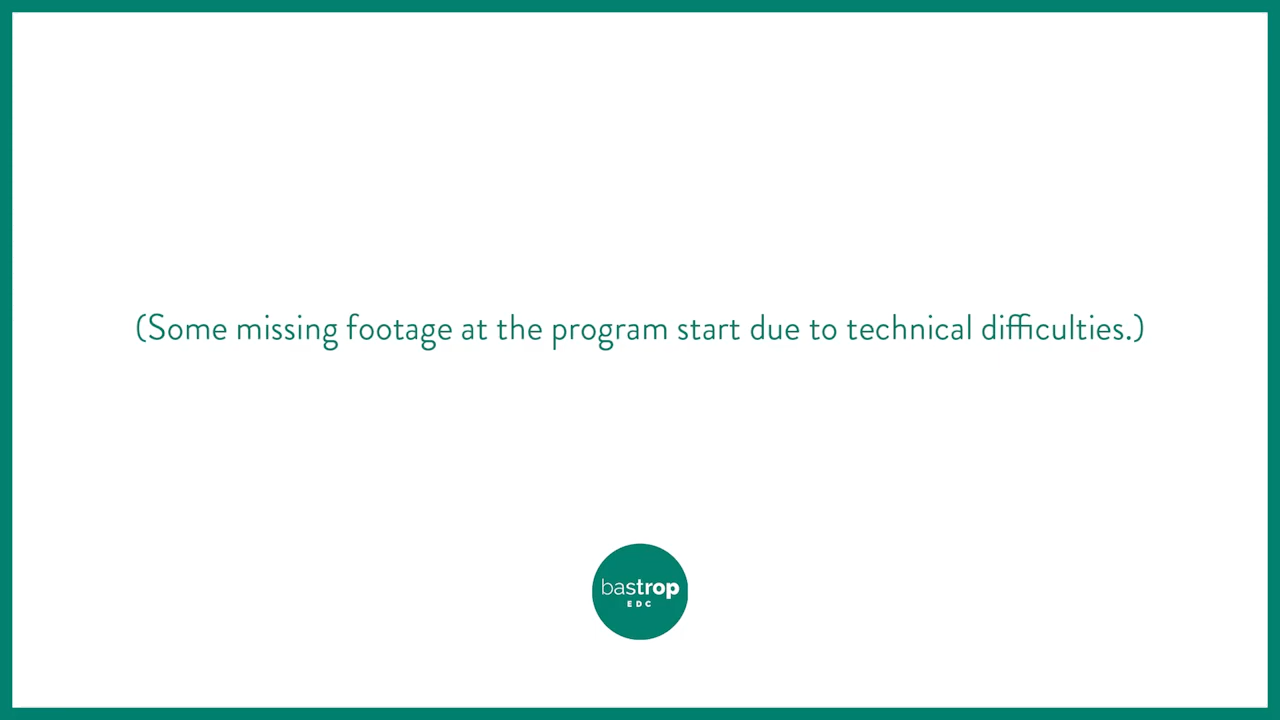 (Some missing footage at the program start due to technical difficulties.)
bastrop
EDC